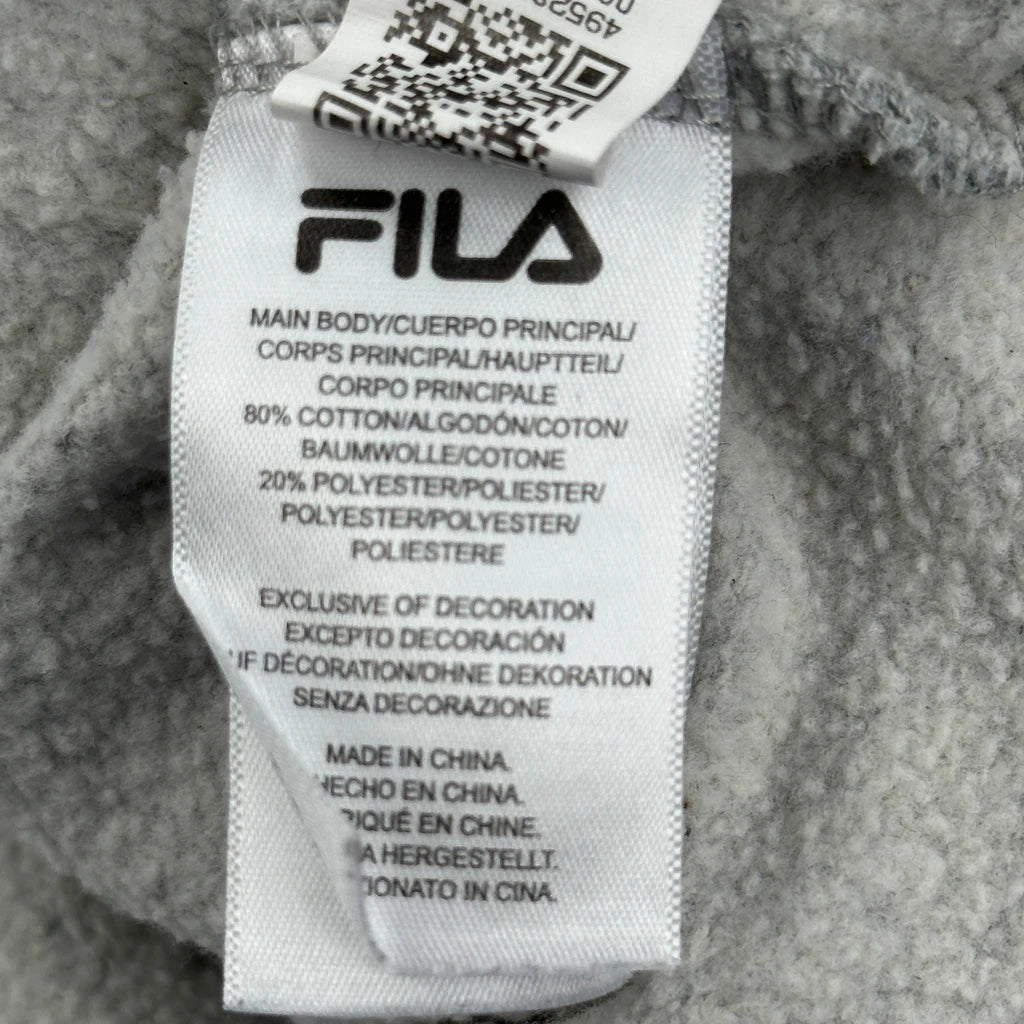 FILA
MAIN BODY/CUERPO PRINCIPAL/
CORPS PRINCIPAL/HAUPTTEIL/
CORPO PRINCIPALE
80% COTTON/ALGODÓN/COTON/
BAUMWOLLE/COTONE
20% POLYESTER/POLIESTER/
POLYESTER/POLYESTER/
POLIESTERE
EXCLUSIVE OF DECORATION
EXCEPTO DECORACIÓN
DÉCORATION/OHNE DEKORATION
SENZA DECORAZIONE
MADE IN CHINA.
HECHO EN CHINA.
EN CHINE.
HERGESTELLT.
IN CINA.